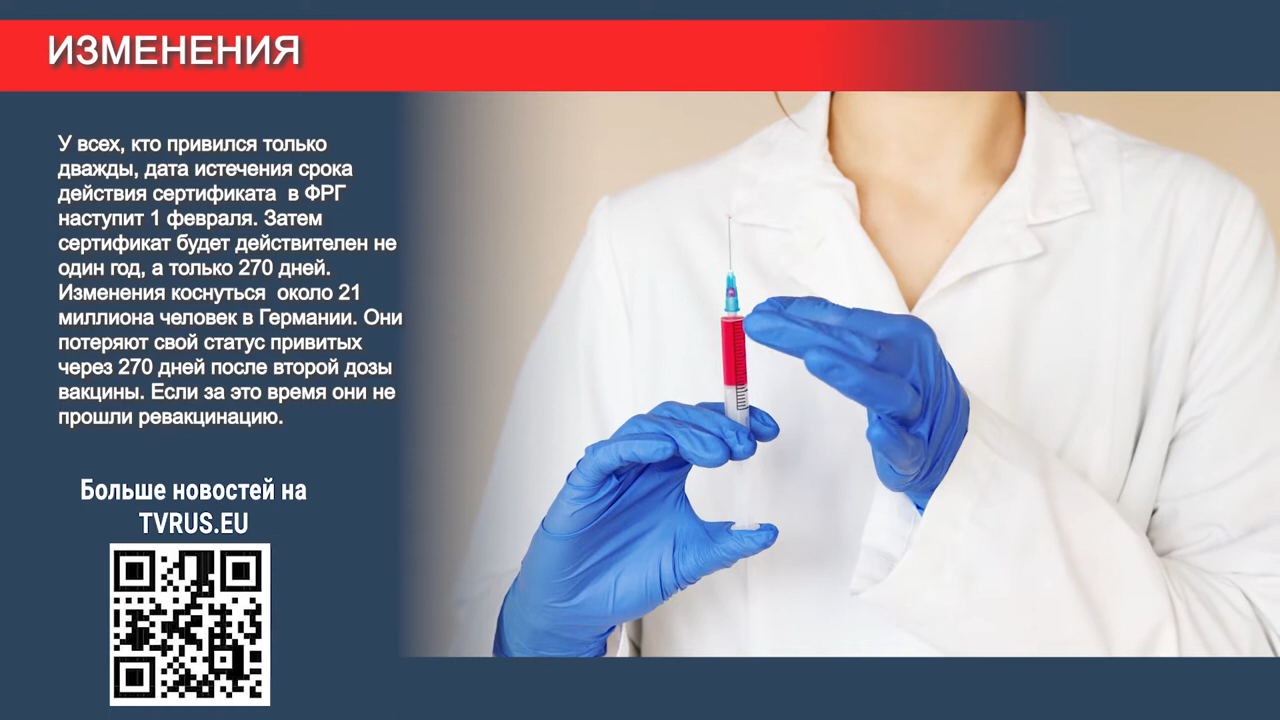 ИЗМЕНЕНИЯ
У всех, кто привился только
дважды, дата истечения срока
действия сертификата  в ФРГ
наступит 1 февраля. Затем
сертификат будет действителен не
один год, а только 270 дней.
Изменения коснуться  около 21
миллиона человек в Германии. Они
потеряют свой статус привитых
через 270 дней после второй дозы
вакцины. Если за это время они не
прошли ревакцинацию.
Больше новостей на
TVRUS.EU